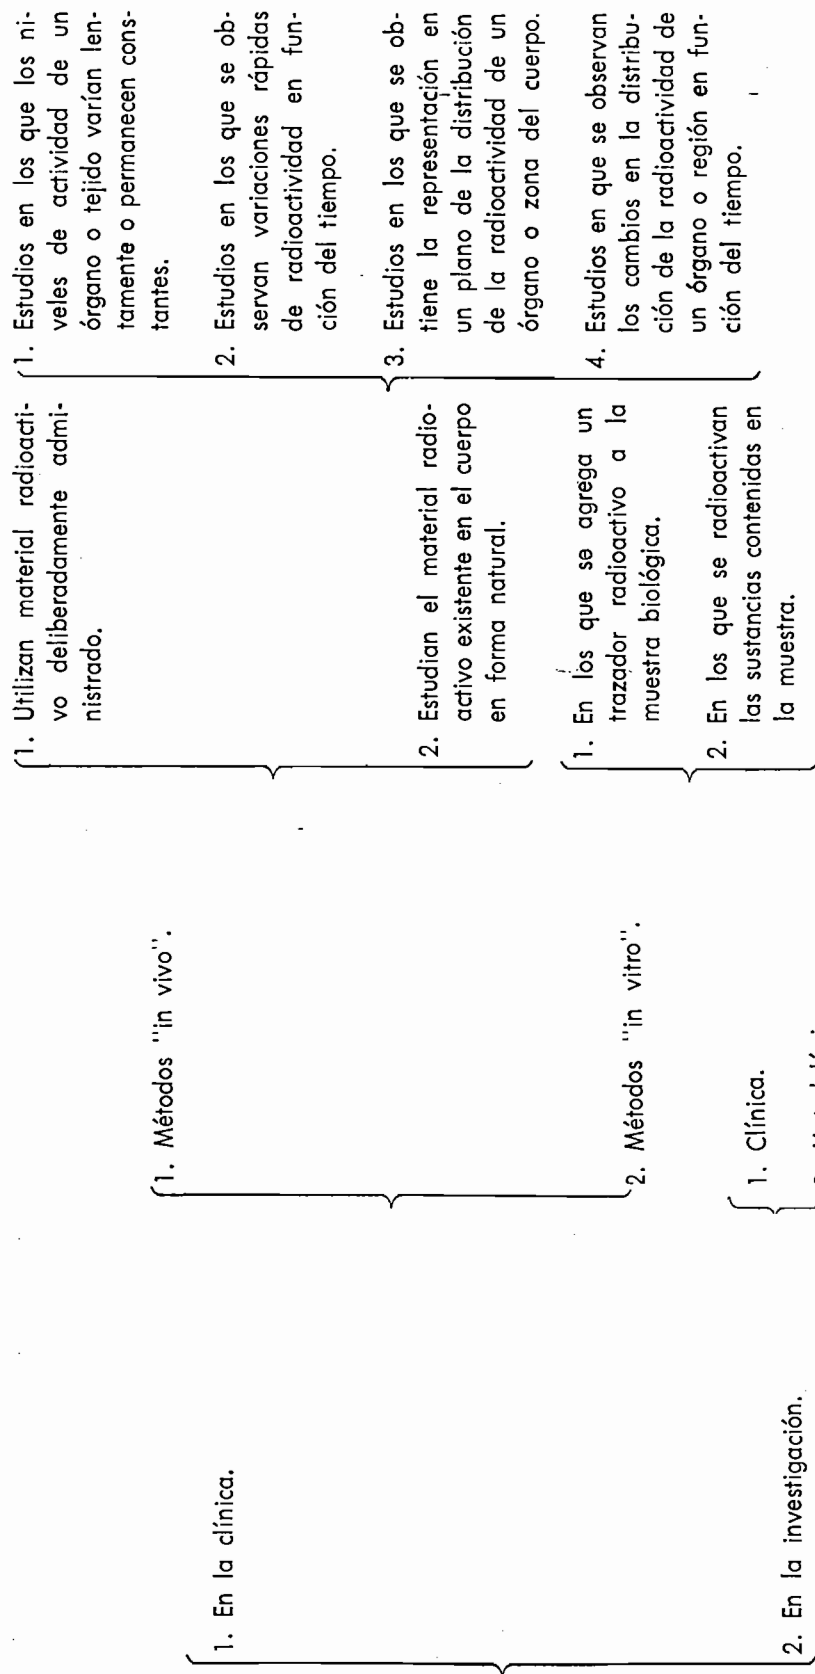 1. En la clínica.
2. En la investigación.
1. Métodos "in vivo".
2. Métodos "in vitro".
1. Clínica.
1. Utilizan material radioacti-
vo deliberadamente admi-
nistrado.
2. Estudian el material radio-
activo existente en el cuerpo
en forma natural.
1. En los que se agrega un
trazador radioactivo a la
muestra biológica.
2. En los que se radioactivan
las sustancias contenidas en
la muestra.
1. Estudios en los que los ni-
veles de actividad de un
órgano o tejido varían len-
tamente o permanecen cons-
tantes.
2. Estudios en los que se ob-
servan variaciones rápidas
de radioactividad en fun-
ción del tiempo.
3. Estudios en los que se ob-
tiene la representación en
un plano de la distribución
de la radioactividad de un
órgano o zona del cuerpo.
4. Estudios en que se observan
los cambios en la distribu-
ción de la radioactividad de
un órgano o región en fun-
ción del tiempo.